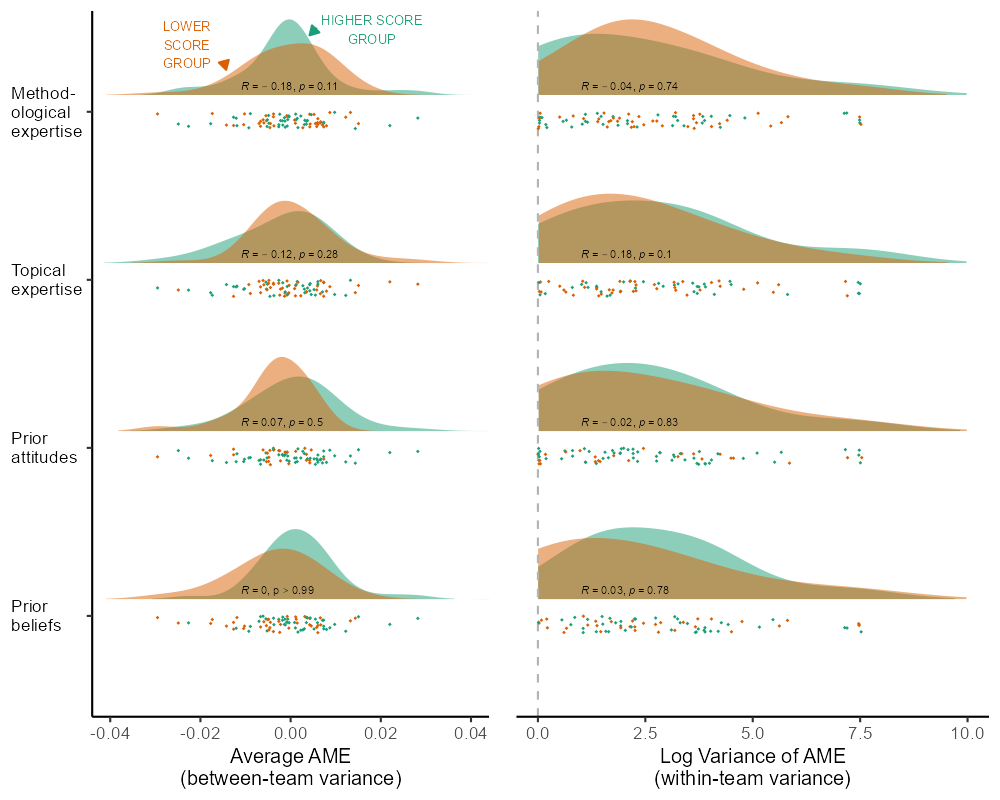 LOWER
SCORE
GROUP
HIGHER SCORE
GROUP
Method-
ological
expertise
R = − 0.18, p = 0.11
R = − 0.04, p = 0.74
Topical
expertise
R = − 0.12, p = 0.28
R = − 0.18, p = 0.1
Prior
attitudes
R = 0.07, p = 0.5
R = − 0.02, p = 0.83
Prior
beliefs
R = 0, p > 0.99
R = 0.03, p = 0.78
-0.04 -0.02 0.00 0.02 0.04
0.0 2.5 5.0 7.5 10.0
Average AME
(between-team variance)
Log Variance of AME
(within-team variance)